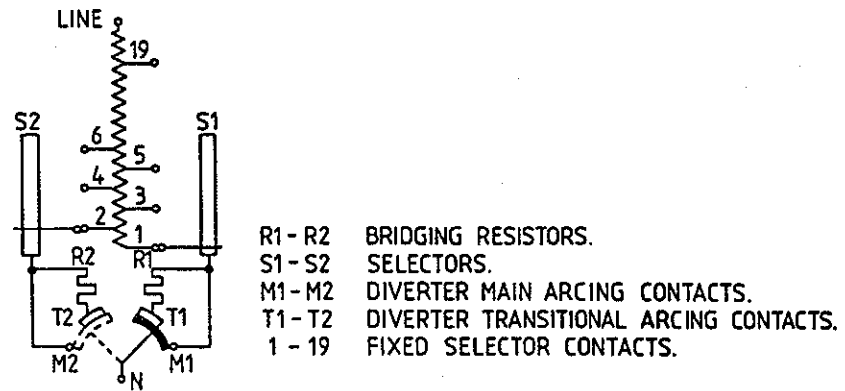 LINE
19
S2
S1
6
5
4
3
2
1
R2
R1
T2
T1
M2
M1
N
R1-R2 BRIDGING RESISTORS.
S1-S2 SELECTORS.
M1-M2 DIVERTER MAIN ARCING CONTACTS.
T1-T2 DIVERTER TRANSITIONAL ARCING CONTACTS.
1-19 FIXED SELECTOR CONTACTS.